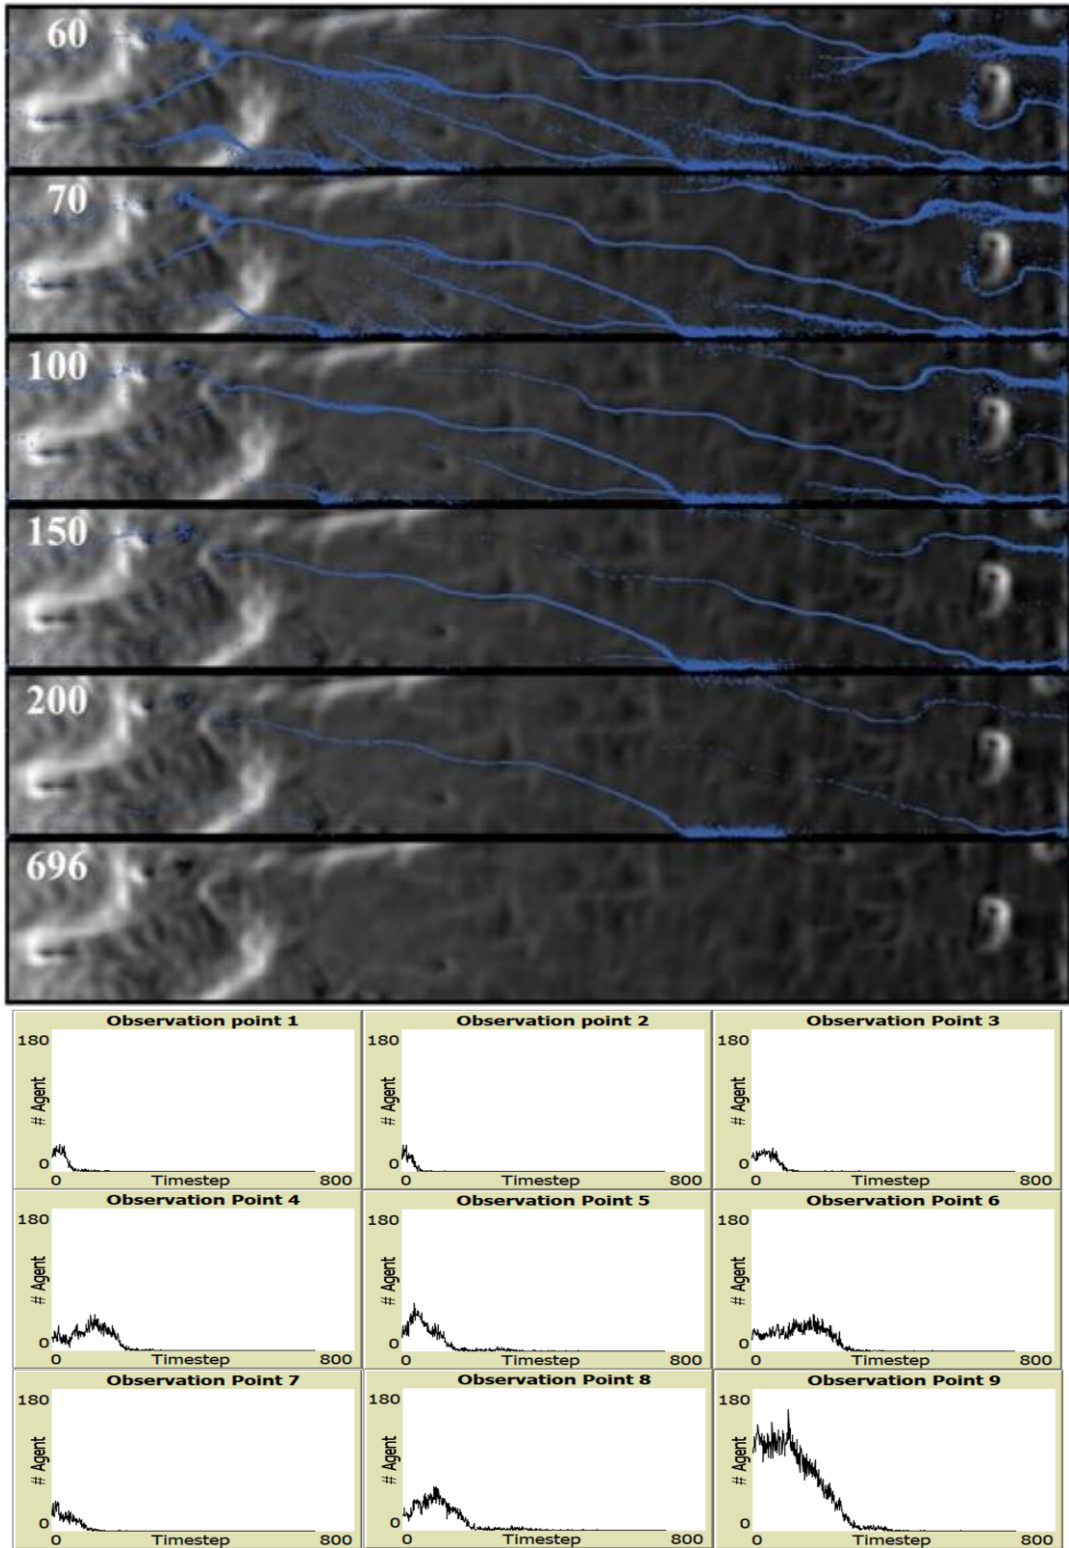 60
70
100
150
200
696
Observation point 1
180
# Agent
0
0 Timestep 800
Observation point 2
180
# Agent
0
0 Timestep 800
Observation Point 3
180
# Agent
0
0 Timestep 800
Observation Point 4
180
# Agent
0
0 Timestep 800
Observation Point 5
180
# Agent
0
0 Timestep 800
Observation Point 6
180
# Agent
0
0 Timestep 800
Observation Point 7
180
# Agent
0
0 Timestep 800
Observation Point 8
180
# Agent
0
0 Timestep 800
Observation Point 9
180
# Agent
0
0 Timestep 800